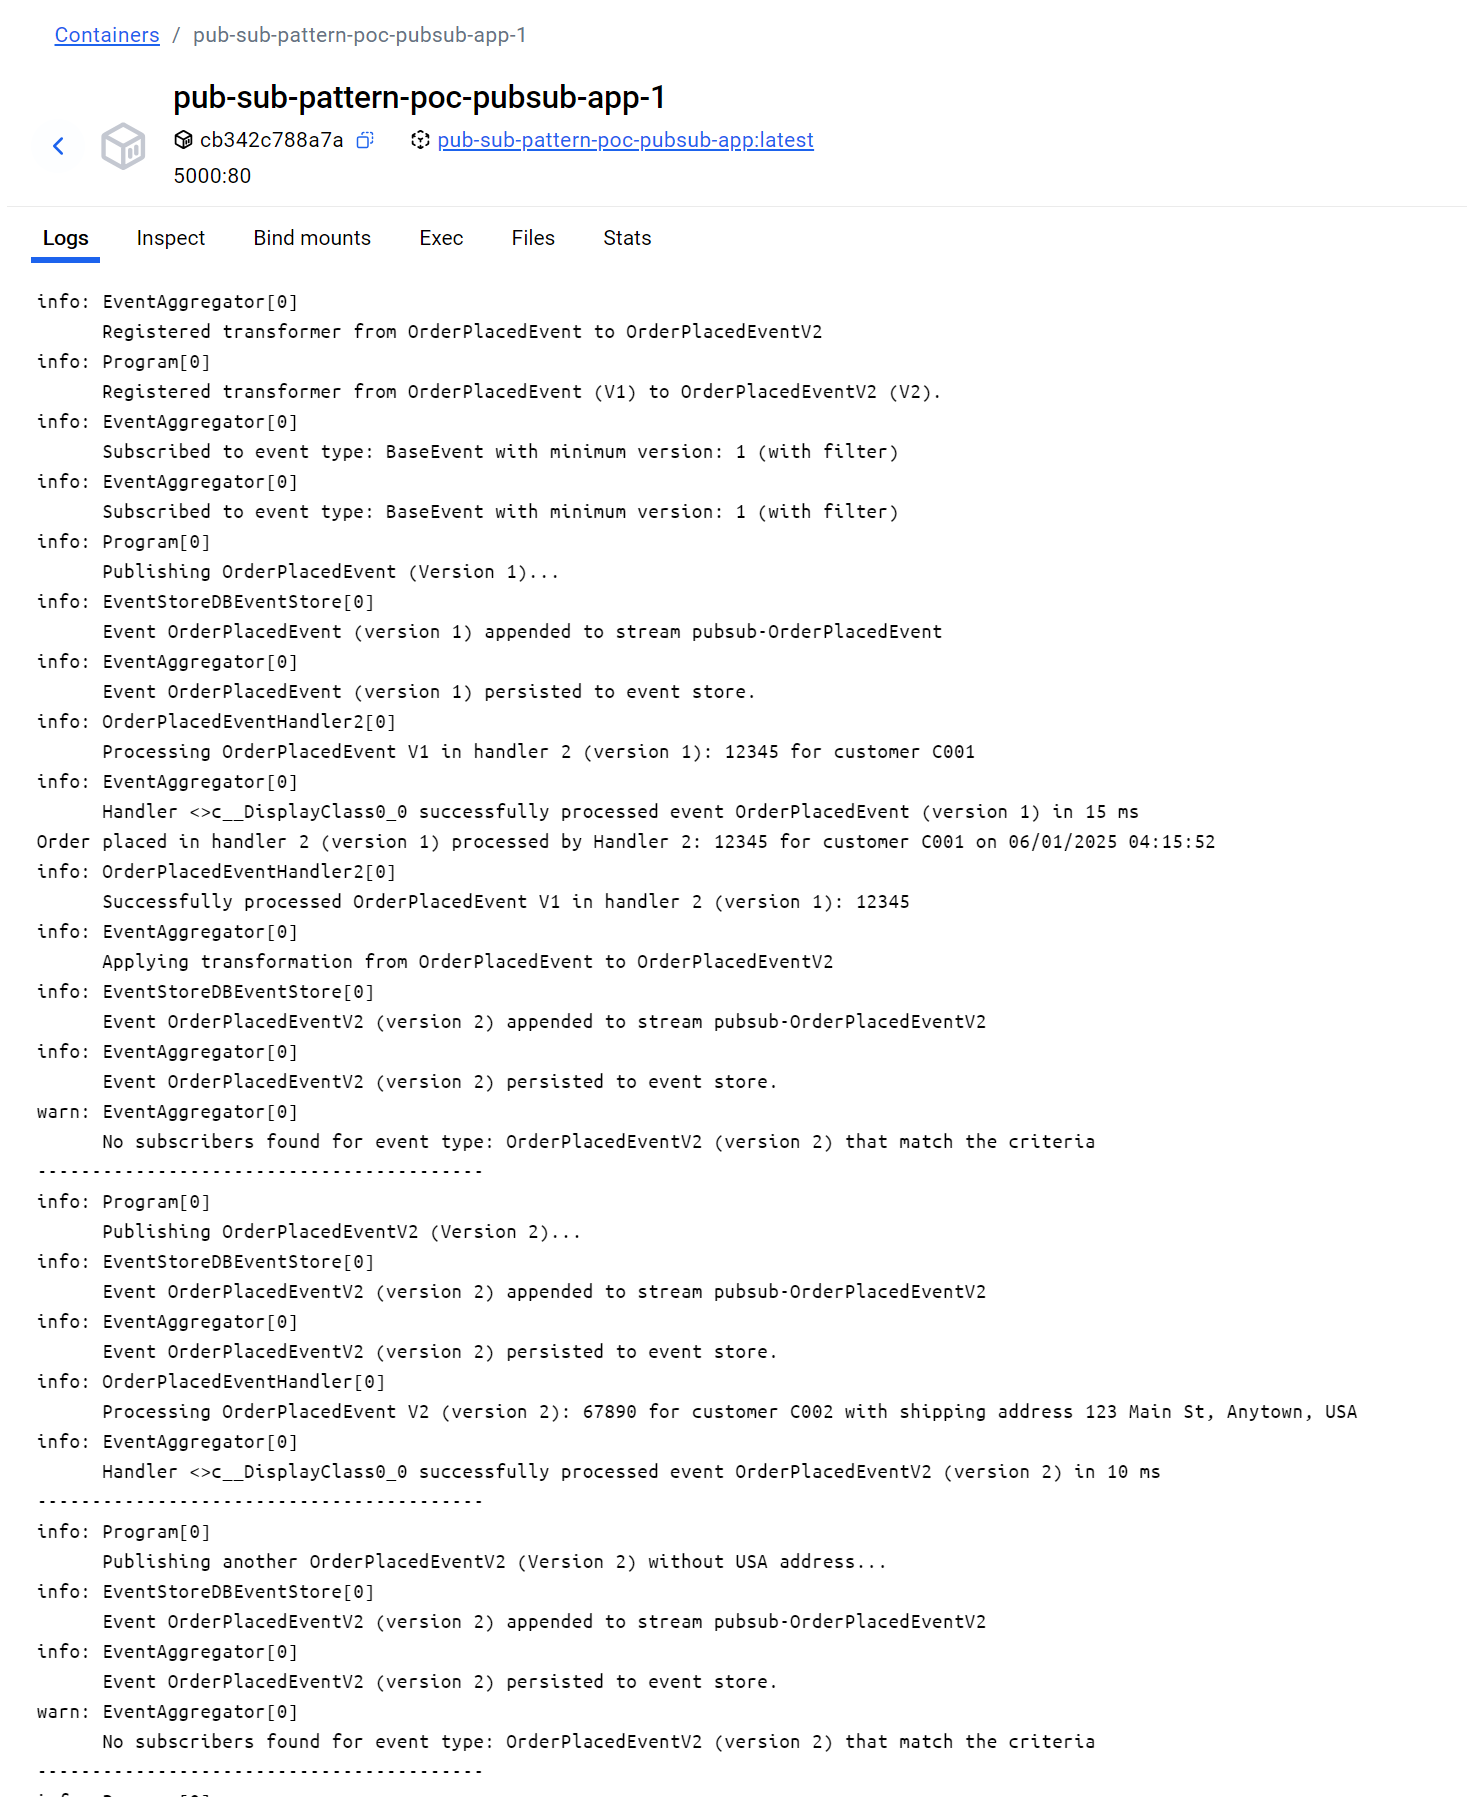 Containers / pub-sub-pattern-poc-pubsub-app-1
pub-sub-pattern-poc-pubsub-app-1
cb342c788a7a pub-sub-pattern-poc-pubsub-app:latest
5000:80
Logs Inspect Bind mounts Exec Files Stats
info: EventAggregator[0]
      Registered transformer from OrderPlacedEvent to OrderPlacedEventV2
info: Program[0]
      Registered transformer from OrderPlacedEvent (V1) to OrderPlacedEventV2 (V2).
info: EventAggregator[0]
      Subscribed to event type: BaseEvent with minimum version: 1 (with filter)
info: EventAggregator[0]
      Subscribed to event type: BaseEvent with minimum version: 1 (with filter)
info: Program[0]
      Publishing OrderPlacedEvent (Version 1)...
info: EventStoreDBEventStore[0]
      Event OrderPlacedEvent (version 1) appended to stream pubsub-OrderPlacedEvent
info: EventAggregator[0]
      Event OrderPlacedEvent (version 1) persisted to event store.
info: OrderPlacedEventHandler2[0]
      Processing OrderPlacedEvent V1 in handler 2 (version 1): 12345 for customer C001
info: EventAggregator[0]
      Handler <>c__DisplayClass0_0 successfully processed event OrderPlacedEvent (version 1) in 15 ms
Order placed in handler 2 (version 1) processed by Handler 2: 12345 for customer C001 on 06/01/2025 04:15:52
info: OrderPlacedEventHandler2[0]
      Successfully processed OrderPlacedEvent V1 in handler 2 (version 1): 12345
info: EventAggregator[0]
      Applying transformation from OrderPlacedEvent to OrderPlacedEventV2
info: EventStoreDBEventStore[0]
      Event OrderPlacedEventV2 (version 2) appended to stream pubsub-OrderPlacedEventV2
info: EventAggregator[0]
      Event OrderPlacedEventV2 (version 2) persisted to event store.
warn: EventAggregator[0]
      No subscribers found for event type: OrderPlacedEventV2 (version 2) that match the criteria
-----------------------------------------
info: Program[0]
      Publishing OrderPlacedEventV2 (Version 2)...
info: EventStoreDBEventStore[0]
      Event OrderPlacedEventV2 (version 2) appended to stream pubsub-OrderPlacedEventV2
info: EventAggregator[0]
      Event OrderPlacedEventV2 (version 2) persisted to event store.
info: OrderPlacedEventHandler[0]
      Processing OrderPlacedEvent V2 (version 2): 67890 for customer C002 with shipping address 123 Main St, Anytown, USA
info: EventAggregator[0]
      Handler <>c__DisplayClass0_0 successfully processed event OrderPlacedEventV2 (version 2) in 10 ms
-----------------------------------------
info: Program[0]
      Publishing another OrderPlacedEventV2 (Version 2) without USA address...
info: EventStoreDBEventStore[0]
      Event OrderPlacedEventV2 (version 2) appended to stream pubsub-OrderPlacedEventV2
info: EventAggregator[0]
      Event OrderPlacedEventV2 (version 2) persisted to event store.
warn: EventAggregator[0]
      No subscribers found for event type: OrderPlacedEventV2 (version 2) that match the criteria
-----------------------------------------